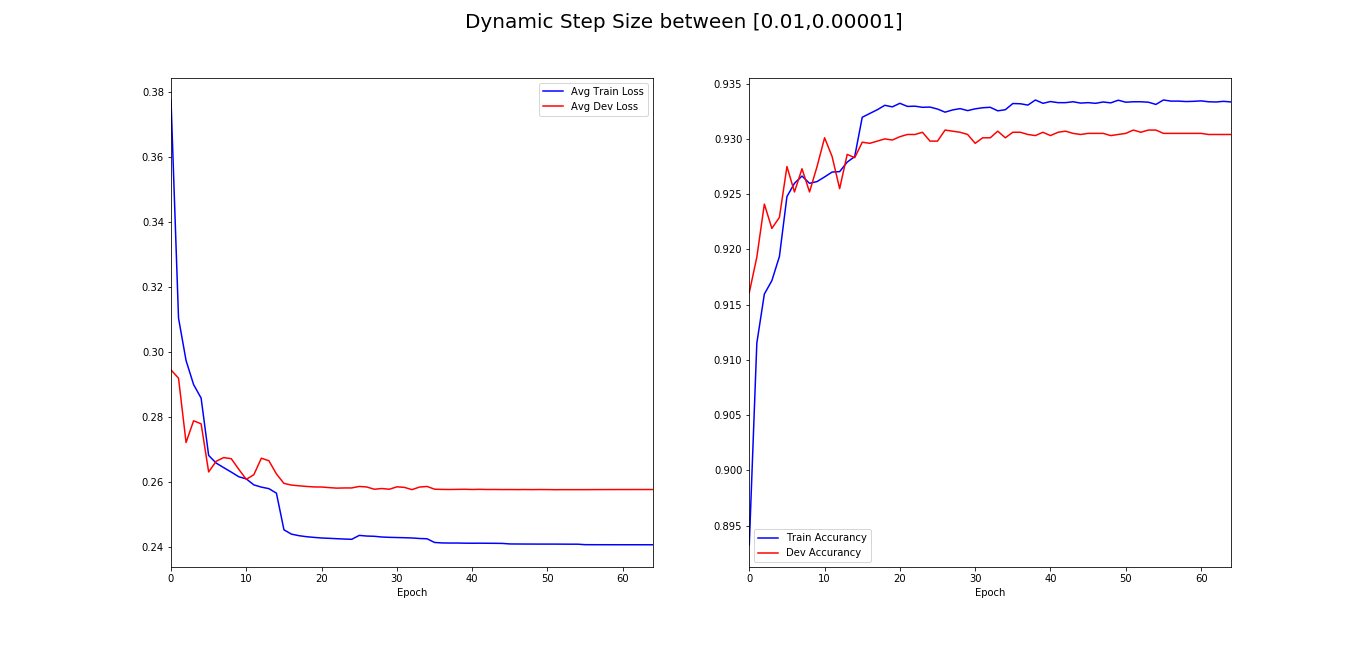 Dynamic Step Size between [0.01,0.00001]
0.38
0.36
0.34
0.32
0.30
0.28
0.26
0.24
0 10 20 30 40 50 60
Epoch
Avg Train Loss
Avg Dev Loss
0.935
0.930
0.925
0.920
0.915
0.910
0.905
0.900
0.895
0 10 20 30 40 50 60
Epoch
Train Accurancy
Dev Accurancy